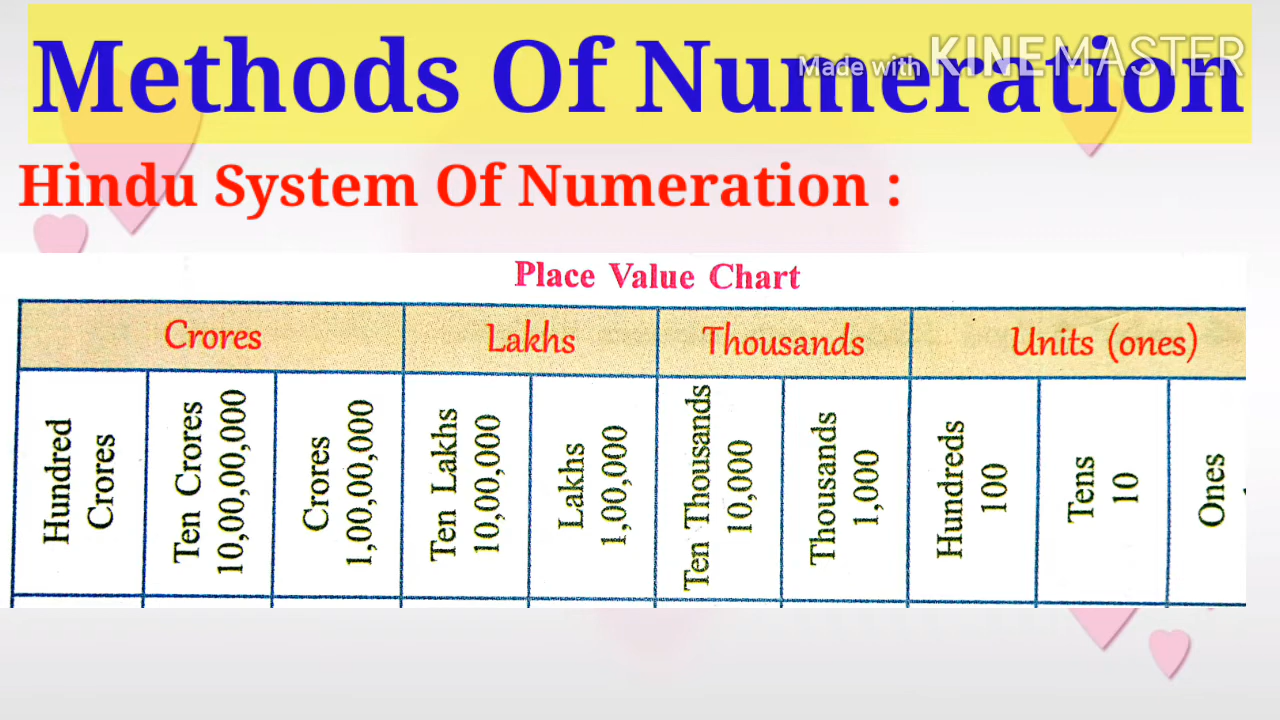 Methods Of Numeration
Made with KINEMASTER
Hindu System Of Numeration :
Place Value Chart
Crores
Lakhs
Thousands
Units (ones)
Hundred
Crores
Ten Crores
10,00,00,000
Crores
1,00,00,000
Ten Lakhs
10,00,000
Lakhs
1,00,000
Ten Thousands
10,000
Thousands
1,000
Hundreds
100
Tens
10
Ones